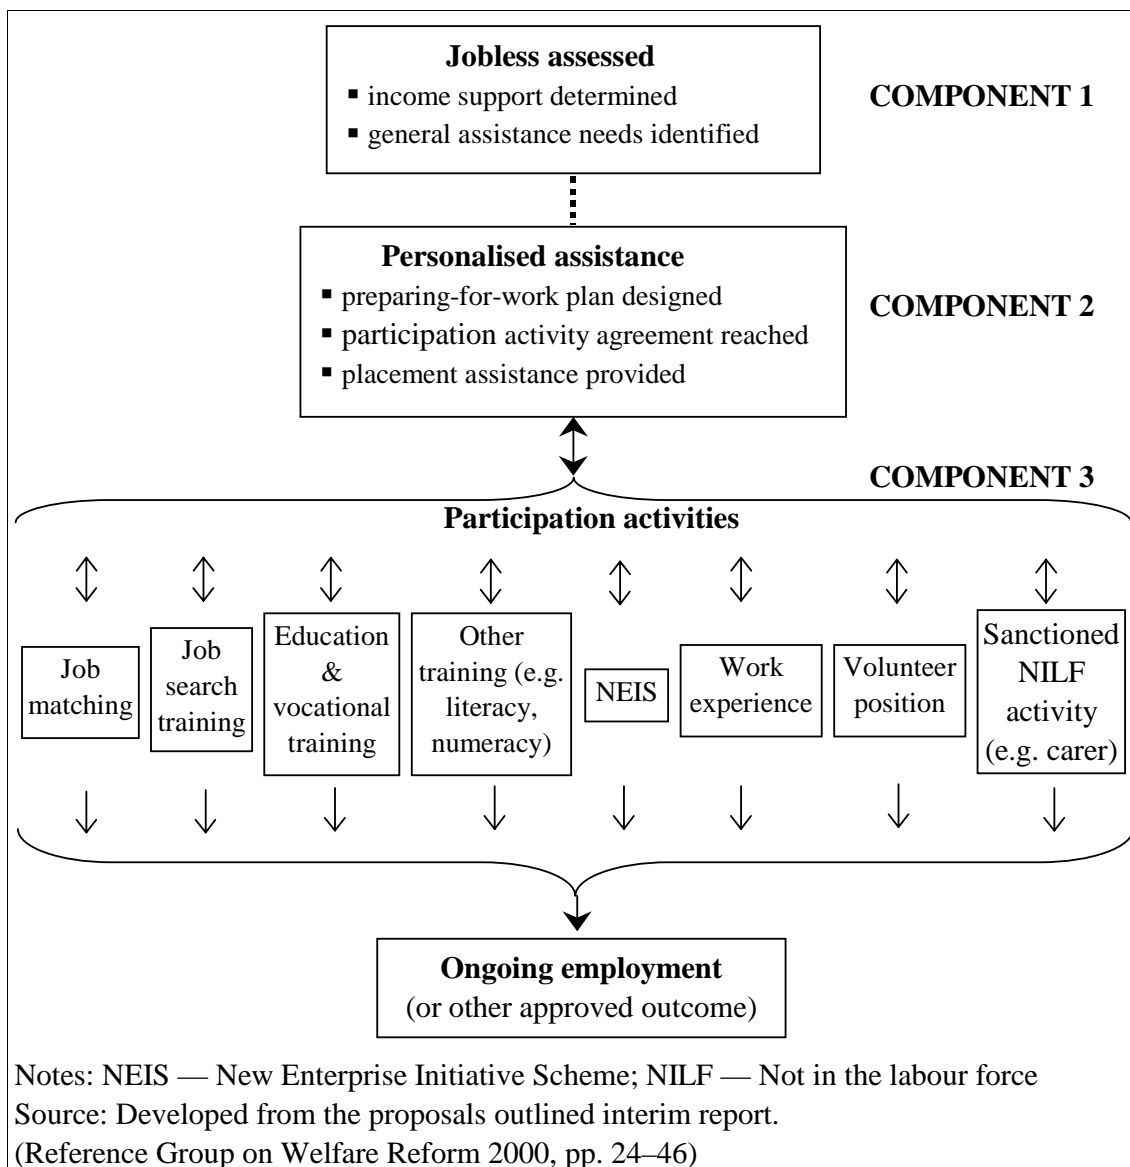 Jobless assessed
▪ income support determined
▪ general assistance needs identified
COMPONENT 1
Personalised assistance
▪ preparing-for-work plan designed
▪ participation activity agreement reached
▪ placement assistance provided
COMPONENT 2
COMPONENT 3
Participation activities
Job
matching
Job
search
training
Education
&
vocational
training
Other
training (e.g.
literacy,
numeracy)
NEIS
Work
experience
Volunteer
position
Sanctioned
NILF
activity
(e.g. carer)
Ongoing employment
(or other approved outcome)
Notes: NEIS — New Enterprise Initiative Scheme; NILF — Not in the labour force
Source: Developed from the proposals outlined interim report.
(Reference Group on Welfare Reform 2000, pp. 24–46)